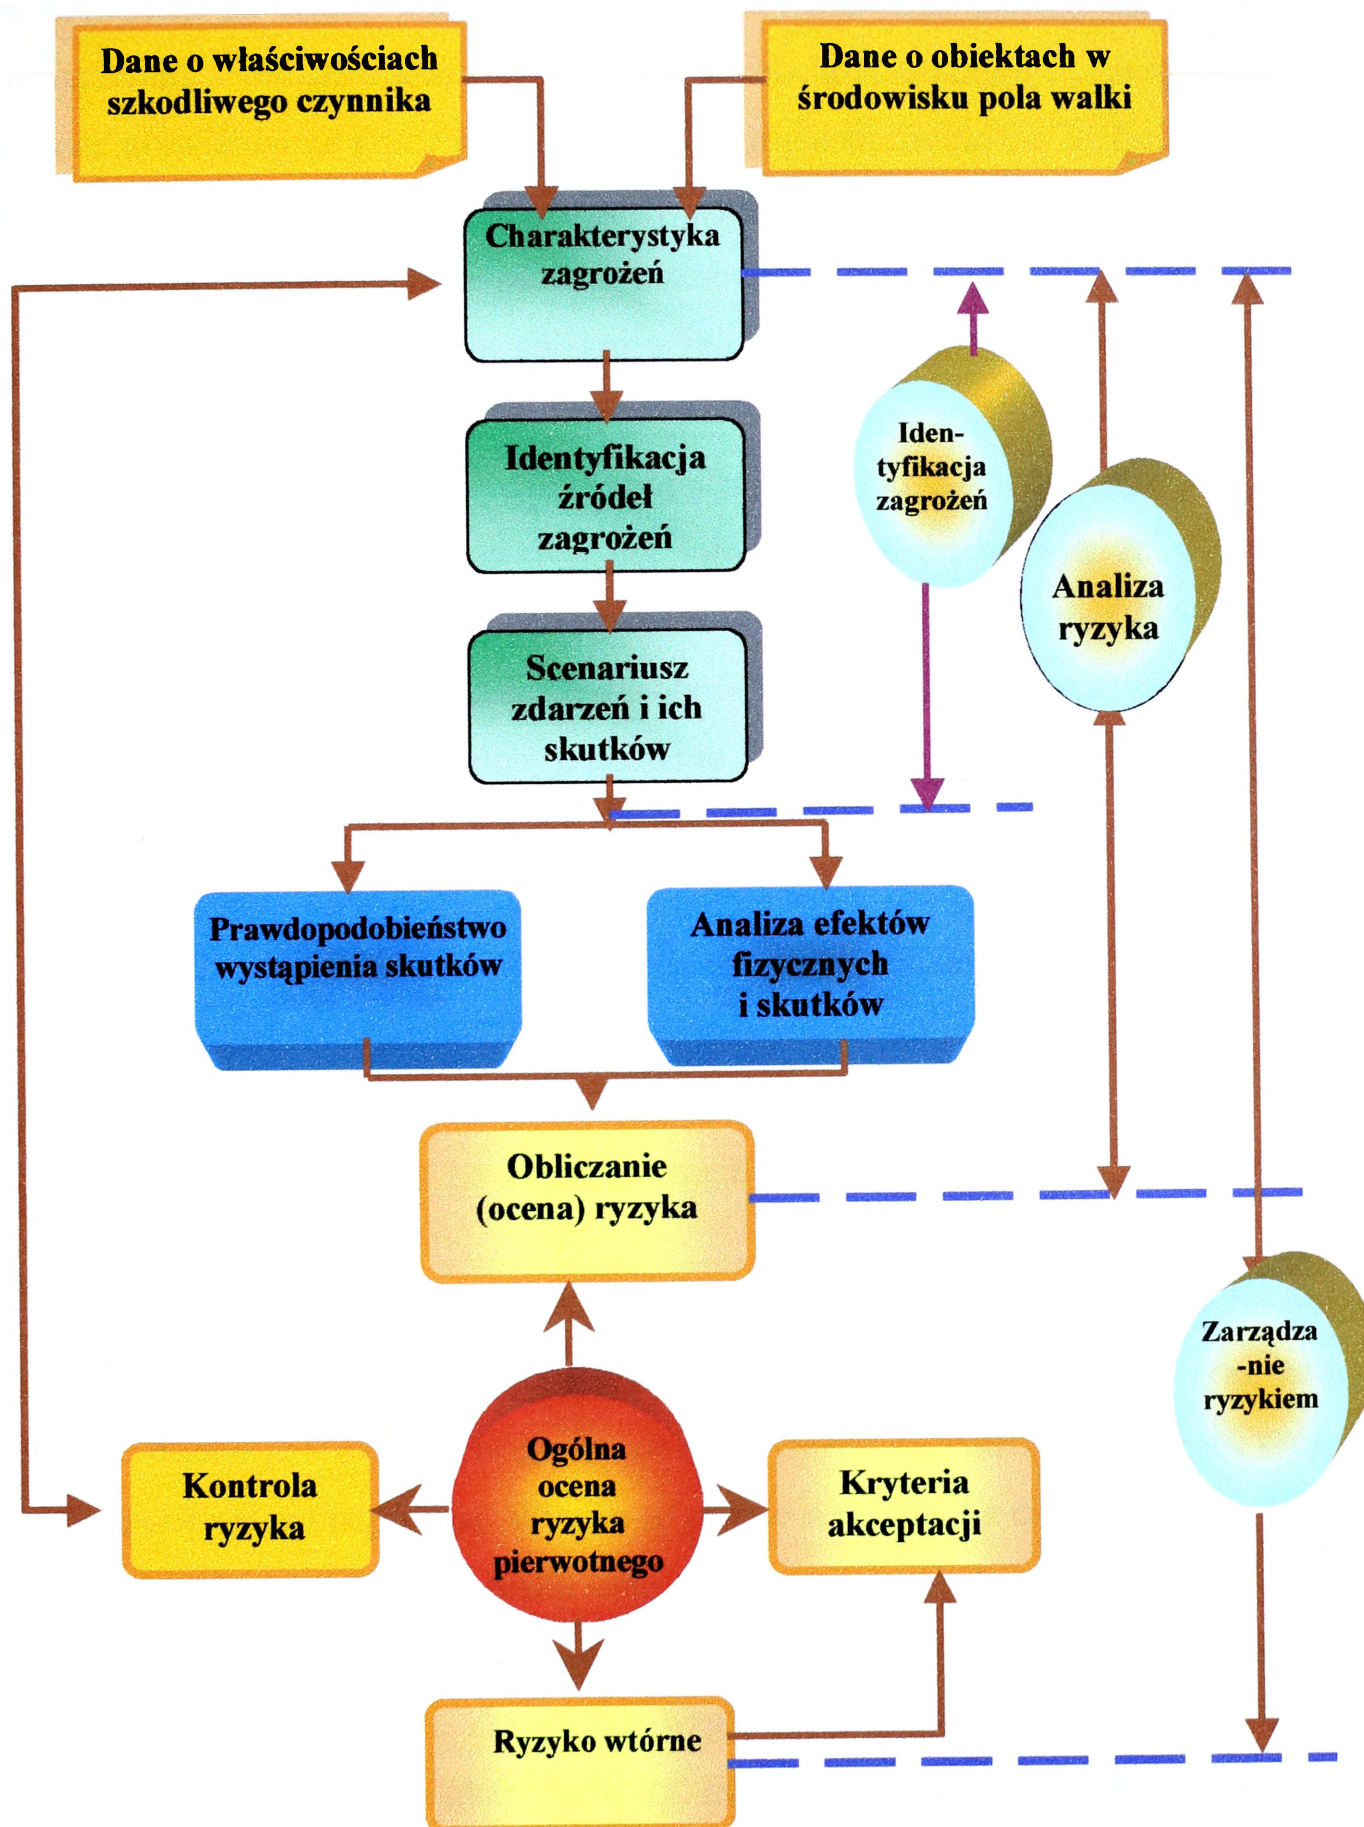 Dane o właściwościach
szkodliwego czynnika
Dane o obiektach w
środowisku pola walki
Charakterystyka
zagrożeń
Identyfikacja
źródeł
zagrożeń
Iden-
tyfikacja
zagrożeń
Analiza
ryzyka
Scenariusz
zdarzeń i ich
skutków
Prawdopodobieństwo
wystąpienia skutków
Analiza efektów
fizycznych
i skutków
Obliczanie
(ocena) ryzyka
Zarządza
-nie
ryzykiem
Kontrola
ryzyka
Ogólna
ocena
ryzyka
pierwotnego
Kryteria
akceptacji
Ryzyko wtórne